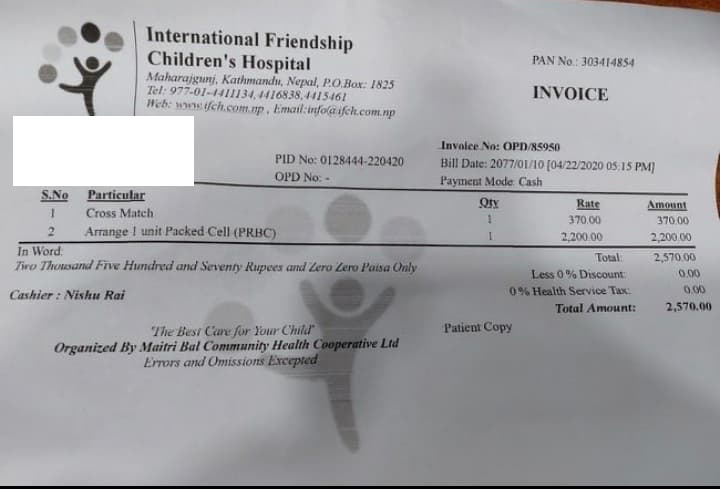 International Friendship
Children's Hospital
Maharajgunj, Kathmandu, Nepal, P.O.Box: 1825
Tel: 977-01-4411134, 4416838, 4415461
Web: www.ifch.com.np , Email:info@ifch.com.np
PAN No.: 303414854
INVOICE
PID No: 0128444-220420
OPD No: -
Invoice No: OPD/85950
Bill Date: 2077/01/10 [04/22/2020 05:15 PM]
Payment Mode: Cash
S.No Particular Qty Rate Amount
1 Cross Match 1 370.00 370.00
2 Arrange 1 unit Packed Cell (PRBC) 1 2,200.00 2,200.00
In Word:
Two Thousand Five Hundred and Seventy Rupees and Zero Zero Paisa Only
Total: 2,570.00
Less 0 % Discount: 0.00
0 % Health Service Tax: 0.00
Total Amount: 2,570.00
Cashier : Nishu Rai
"The Best Care for Your Child"
Organized By Maitri Bal Community Health Cooperative Ltd
Errors and Omissions Excepted
Patient Copy